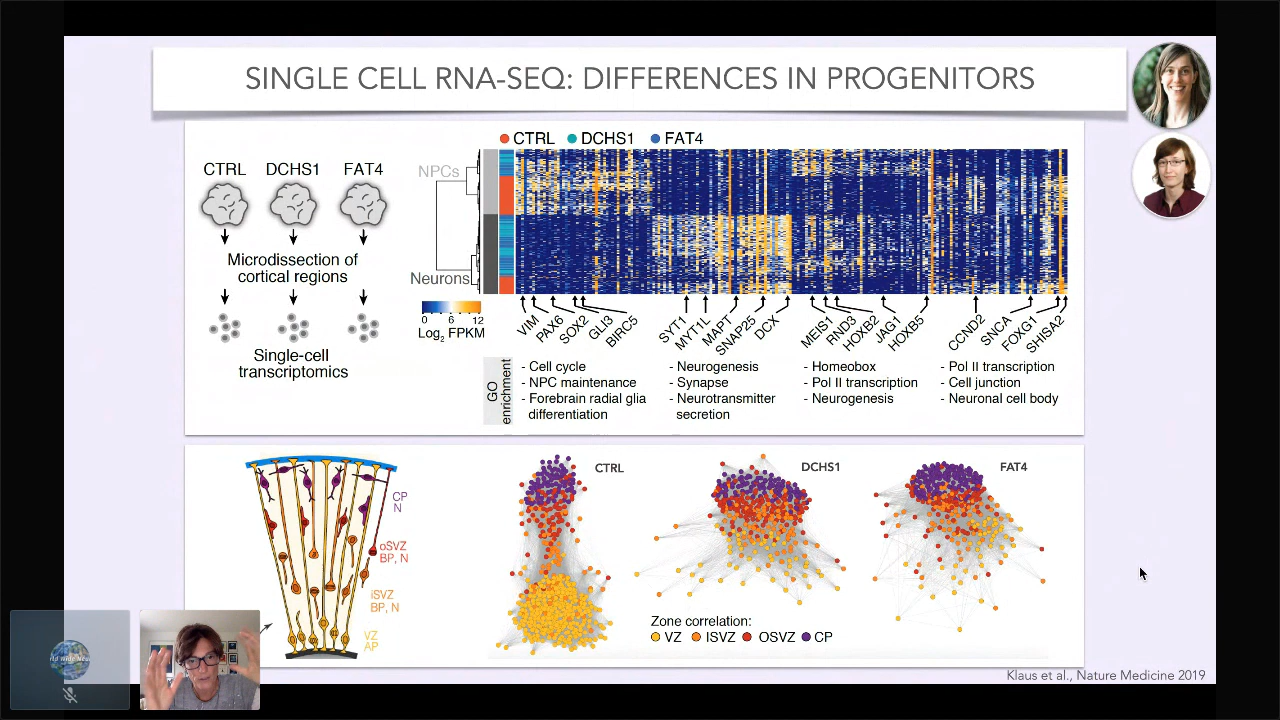 SINGLE CELL RNA-SEQ: DIFFERENCES IN PROGENITORS
CTRL DCHS1 FAT4
Microdissection of
cortical regions
Single-cell
transcriptomics
CTRL DCHS1 FAT4
NPCs
Neurons
0 6 12
Log2 FPKM
VIM
PAX6
SOX2
GLI3
BIRC5
SYT1
MYT1L
MAPT
SNAP25
DCX
MEIS1
RND3
HOXB2
JAG1
HOXB5
CCND2
SNCA
FOXG1
SHISA2
GO
enrichment
- Cell cycle
- NPC maintenance
- Forebrain radial glia
differentiation
- Neurogenesis
- Synapse
- Neurotransmitter
secretion
- Homeobox
- Pol II transcription
- Neurogenesis
- Pol II transcription
- Cell junction
- Neuronal cell body
CP
N
oSVZ
BP, N
iSVZ
BP, N
VZ
AP
CTRL
DCHS1
FAT4
Zone correlation:
VZ ISVZ OSVZ CP
Klaus et al., Nature Medicine 2019